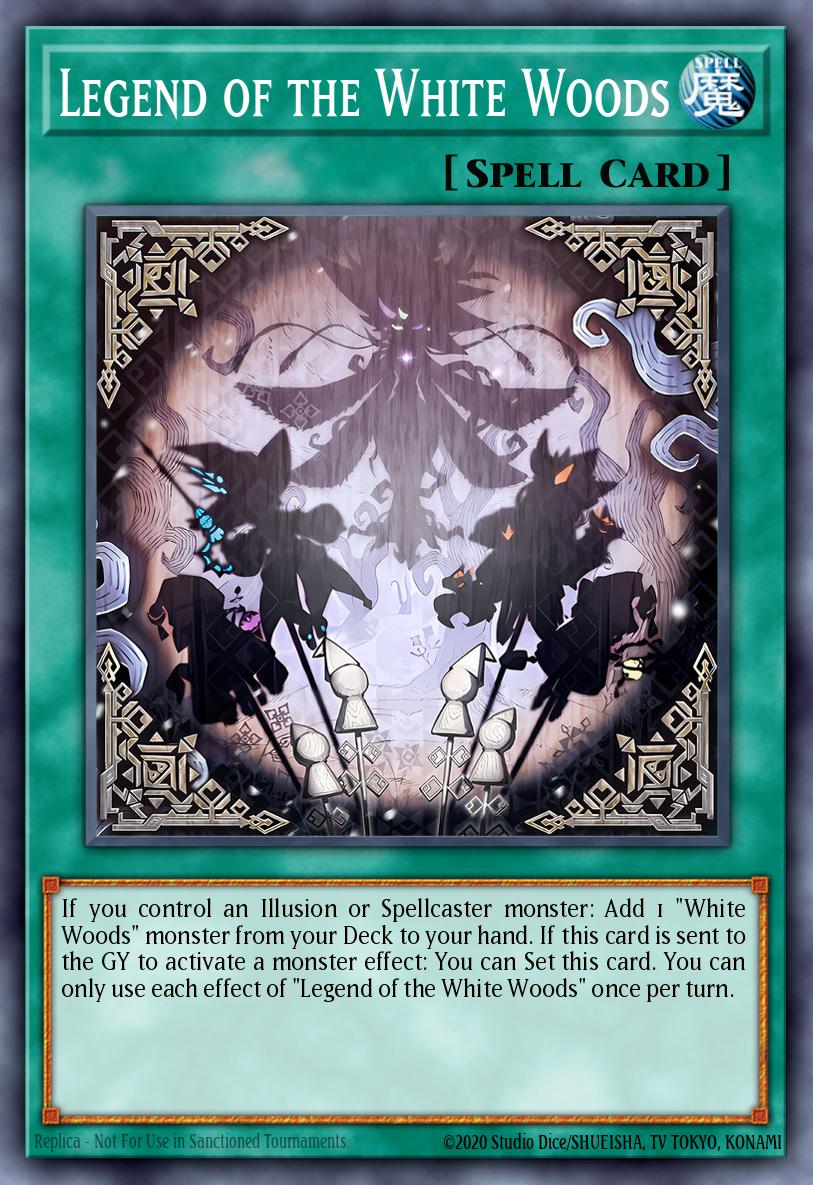 Legend of the White Woods
SPELL
魔
[ Spell Card ]
If you control an Illusion or Spellcaster monster: Add 1 "White
Woods" monster from your Deck to your hand. If this card is sent to
the GY to activate a monster effect: You can Set this card. You can
only use each effect of "Legend of the White Woods" once per turn.
Replica - Not For Use in Sanctioned Tournaments.
©2020 Studio Dice/SHUEISHA, TV TOKYO, KONAMI